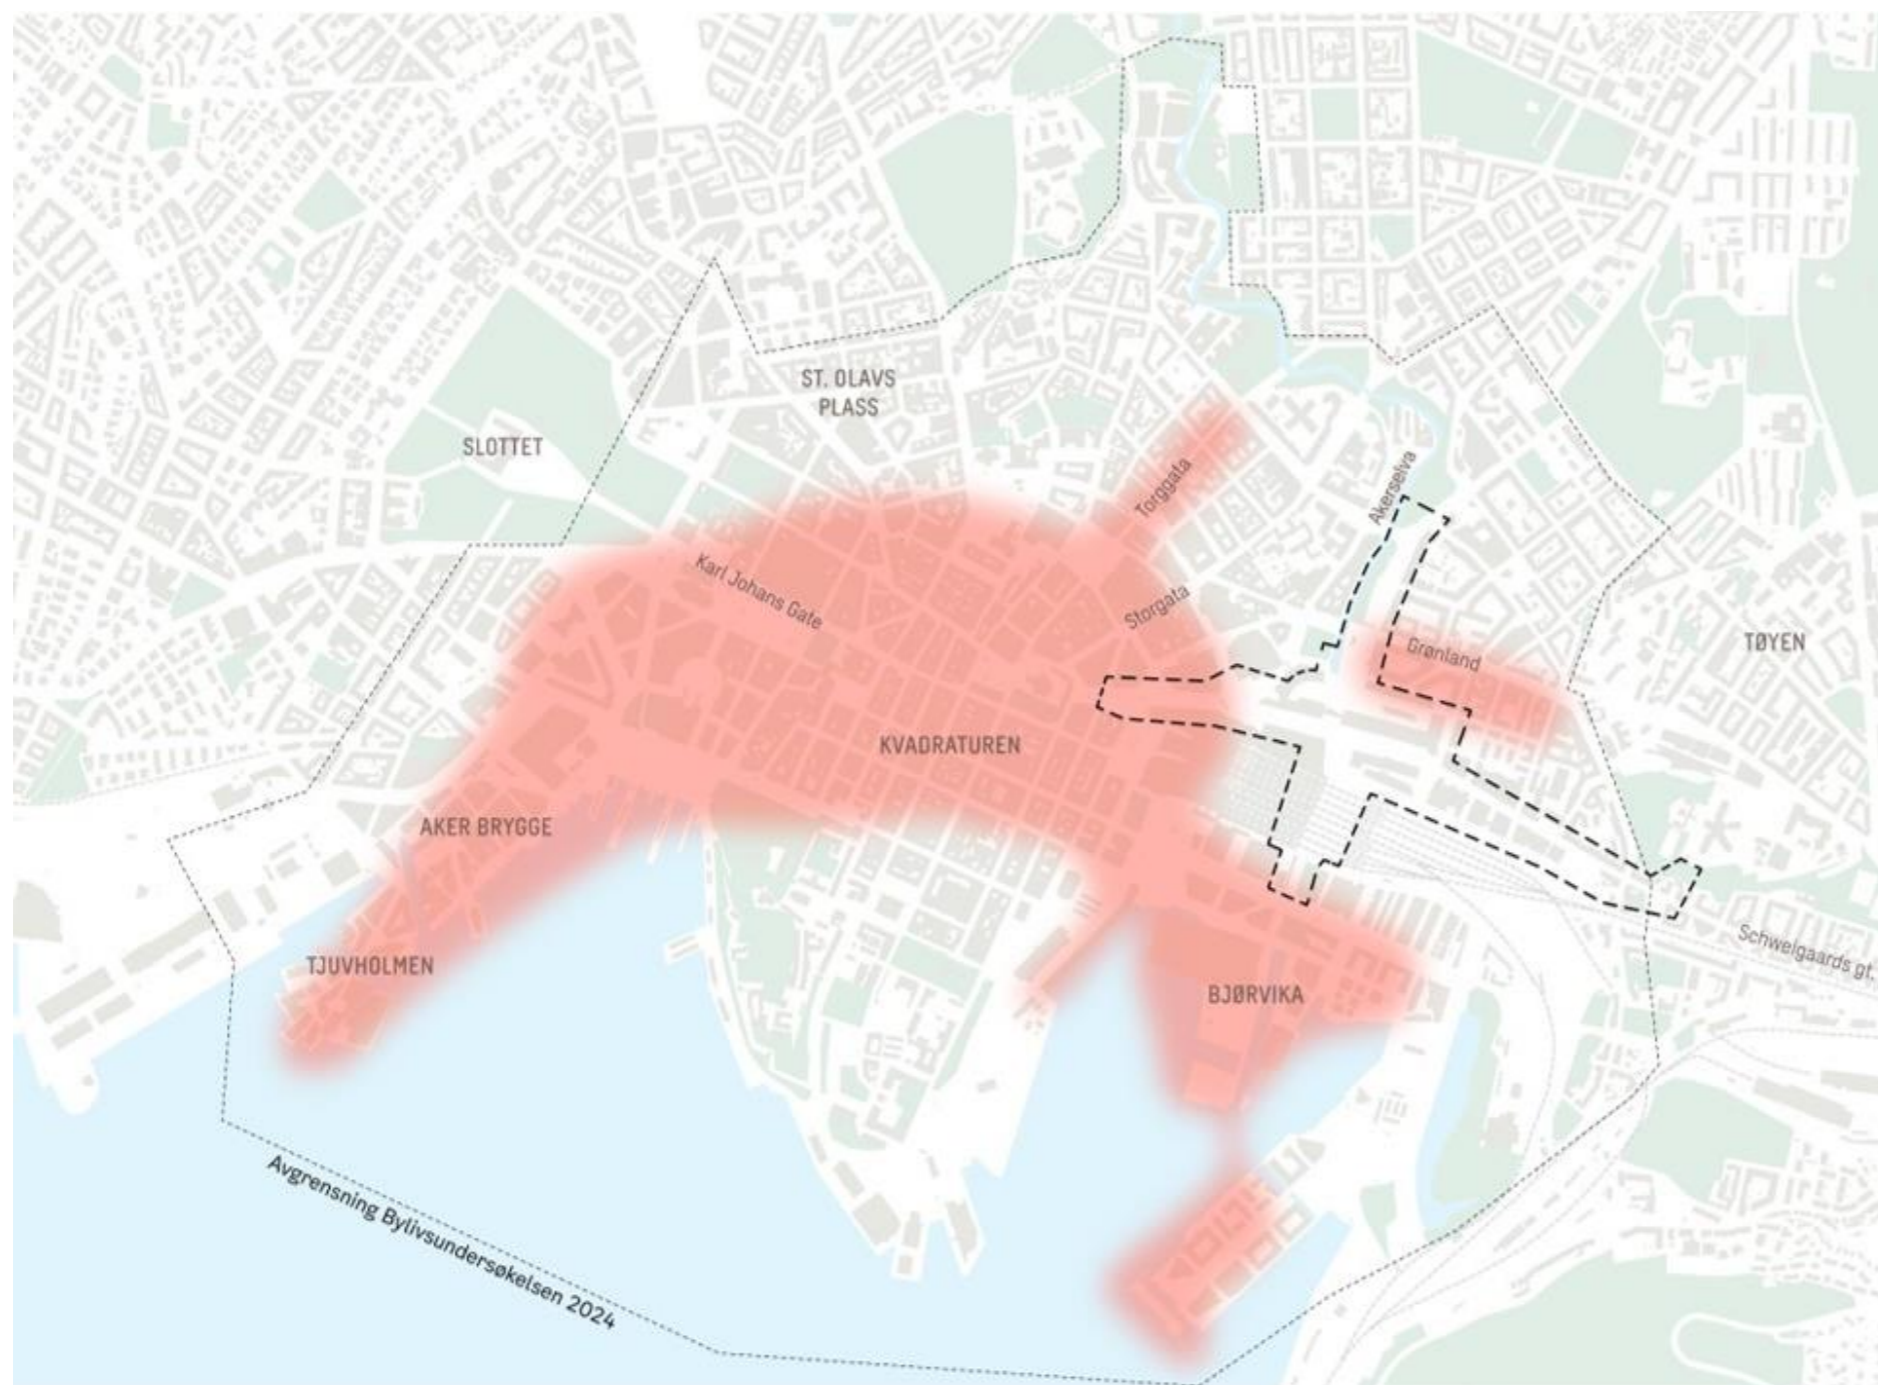 ST. OLAVS
PLASS
SLOTTET
Torggata
Akerselva
Karl Johans Gate
Storgata
Grønland
TØYEN
KVADRATUREN
AKER BRYGGE
TJUVHOLMEN
BJØRVIKA
Schweigaards gt.
Avgrensning Bylivsundersøkelsen 2024